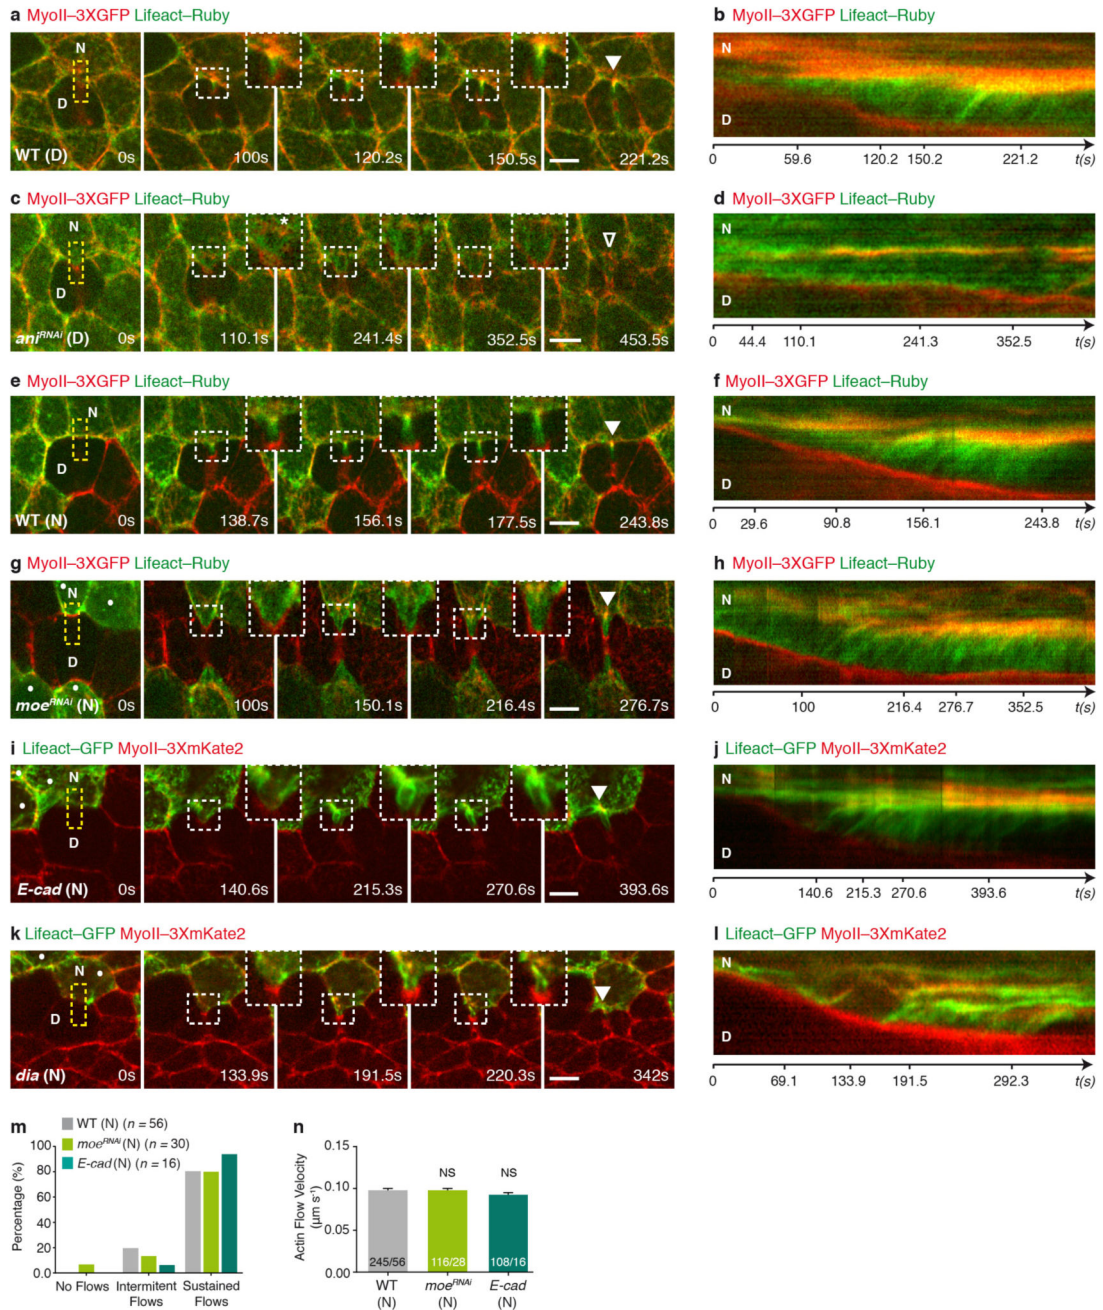 a MyoII–3XGFP Lifeact–Ruby
N
D
WT (D) 0s 100s 120.2s 150.5s 221.2s
b MyoII–3XGFP Lifeact–Ruby
N
D
0 59.6 120.2 150.2 221.2 t(s)
c MyoII–3XGFP Lifeact–Ruby
N
*
D
ani^RNAi (D) 0s 110.1s 241.4s 352.5s 453.5s
d MyoII–3XGFP Lifeact–Ruby
N
D
0 44.4 110.1 241.3 352.5 t(s)
e MyoII–3XGFP Lifeact–Ruby
N
D
WT (N) 0s 138.7s 156.1s 177.5s 243.8s
f MyoII–3XGFP Lifeact–Ruby
N
D
0 29.6 90.8 156.1 243.8 t(s)
g MyoII–3XGFP Lifeact–Ruby
N
D
moe^RNAi (N) 0s 100s 150.1s 216.4s 276.7s
h MyoII–3XGFP Lifeact–Ruby
N
D
0 100 216.4 276.7 352.5 t(s)
i Lifeact–GFP MyoII–3XmKate2
N
D
E-cad (N) 0s 140.6s 215.3s 270.6s 393.6s
j Lifeact–GFP MyoII–3XmKate2
N
D
0 140.6 215.3 270.6 393.6 t(s)
k Lifeact–GFP MyoII–3XmKate2
N
D
dia (N) 0s 133.9s 191.5s 220.3s 342s
l Lifeact–GFP MyoII–3XmKate2
N
D
0 69.1 133.9 191.5 292.3 t(s)
m
WT (N) (n = 56)
moe^RNAi (N) (n = 30)
E-cad (N) (n = 16)
Percentage (%)
100
80
60
40
20
0.0
No Flows Intermitent Flows Sustained Flows
n
Actin Flow Velocity
(µm s⁻¹)
0.15
0.10
0.05
0.00
NS NS
245/56 116/28 108/16
WT (N) moe^RNAi (N) E-cad (N)